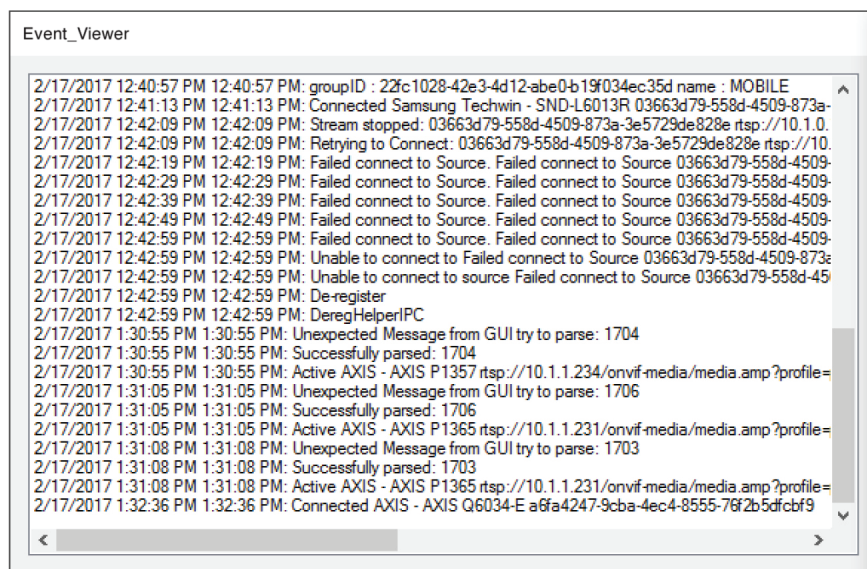 Event_Viewer
2/17/2017 12:40:57 PM 12:40:57 PM: groupID : 22fc1028-42e3-4d12-abe0-b19f034ec35d name : MOBILE
2/17/2017 12:41:13 PM 12:41:13 PM: Connected Samsung Techwin - SND-L6013R 03663d79-558d-4509-873a-
2/17/2017 12:42:09 PM 12:42:09 PM: Stream stopped: 03663d79-558d-4509-873a-3e5729de828e rtsp://10.1.0.
2/17/2017 12:42:09 PM 12:42:09 PM: Retrying to Connect: 03663d79-558d-4509-873a-3e5729de828e rtsp://10.
2/17/2017 12:42:19 PM 12:42:19 PM: Failed connect to Source. Failed connect to Source 03663d79-558d-4509-
2/17/2017 12:42:29 PM 12:42:29 PM: Failed connect to Source. Failed connect to Source 03663d79-558d-4509-
2/17/2017 12:42:39 PM 12:42:39 PM: Failed connect to Source. Failed connect to Source 03663d79-558d-4509-
2/17/2017 12:42:49 PM 12:42:49 PM: Failed connect to Source. Failed connect to Source 03663d79-558d-4509-
2/17/2017 12:42:59 PM 12:42:59 PM: Failed connect to Source. Failed connect to Source 03663d79-558d-4509-
2/17/2017 12:42:59 PM 12:42:59 PM: Unable to connect to Failed connect to Source 03663d79-558d-4509-873a
2/17/2017 12:42:59 PM 12:42:59 PM: Unable to connect to source Failed connect to Source 03663d79-558d-450
2/17/2017 12:42:59 PM 12:42:59 PM: De-register
2/17/2017 12:42:59 PM 12:42:59 PM: DeregHelperIPC
2/17/2017 1:30:55 PM 1:30:55 PM: Unexpected Message from GUI try to parse: 1704
2/17/2017 1:30:55 PM 1:30:55 PM: Successfully parsed: 1704
2/17/2017 1:30:55 PM 1:30:55 PM: Active AXIS - AXIS P1357 rtsp://10.1.1.234/onvif-media/media.amp?profile=
2/17/2017 1:31:05 PM 1:31:05 PM: Unexpected Message from GUI try to parse: 1706
2/17/2017 1:31:05 PM 1:31:05 PM: Successfully parsed: 1706
2/17/2017 1:31:05 PM 1:31:05 PM: Active AXIS - AXIS P1365 rtsp://10.1.1.231/onvif-media/media.amp?profile=
2/17/2017 1:31:08 PM 1:31:08 PM: Unexpected Message from GUI try to parse: 1703
2/17/2017 1:31:08 PM 1:31:08 PM: Successfully parsed: 1703
2/17/2017 1:31:08 PM 1:31:08 PM: Active AXIS - AXIS P1365 rtsp://10.1.1.231/onvif-media/media.amp?profile=
2/17/2017 1:32:36 PM 1:32:36 PM: Connected AXIS - AXIS Q6034-E a6fa4247-9cba-4ec4-8555-76f2b5dfcbf9